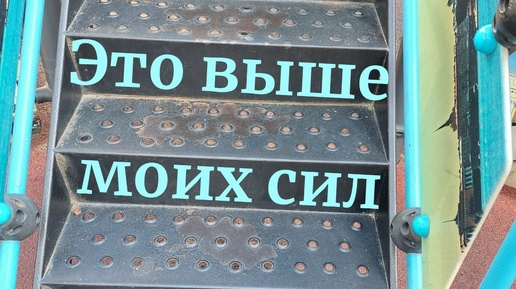 Это выше
моих сил